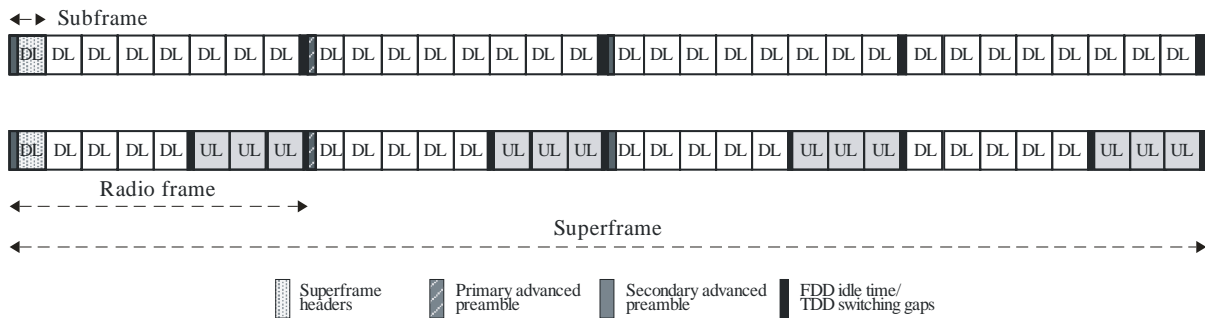 Subframe
DL DL DL DL DL DL DL DL DL DL DL DL DL DL DL DL DL DL DL DL DL DL DL DL DL DL DL DL DL DL DL DL
DL DL DL DL DL UL UL UL DL DL DL DL DL UL UL UL DL DL DL DL DL UL UL UL DL DL DL DL DL UL UL UL
Radio frame
Superframe
Superframe
headers
Primary advanced
preamble
Secondary advanced
preamble
FDD idle time/
TDD switching gaps